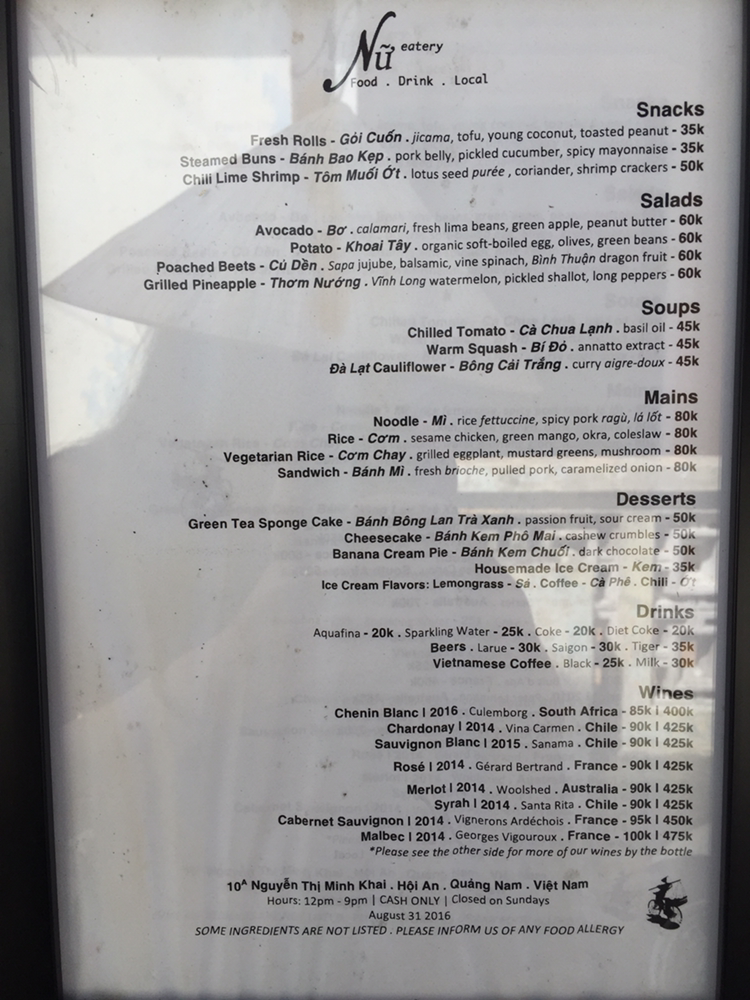 Nữ eatery
Food . Drink . Local
Snacks
Fresh Rolls - Gỏi Cuốn . jicama, tofu, young coconut, toasted peanut - 35k
Steamed Buns - Bánh Bao Kẹp . pork belly, pickled cucumber, spicy mayonnaise - 35k
Chili Lime Shrimp - Tôm Muối Ớt . lotus seed purée , coriander, shrimp crackers - 50k
Salads
Avocado - Bơ . calamari, fresh lima beans, green apple, peanut butter - 60k
Potato - Khoai Tây . organic soft-boiled egg, olives, green beans - 60k
Poached Beets - Củ Dền . Sapa jujube, balsamic, vine spinach, Bình Thuận dragon fruit - 60k
Grilled Pineapple - Thơm Nướng . Vĩnh Long watermelon, pickled shallot, long peppers - 60k
Soups
Chilled Tomato - Cà Chua Lạnh . basil oil - 45k
Warm Squash - Bí Đỏ . annatto extract - 45k
Đà Lạt Cauliflower - Bông Cải Trắng . curry aigre-doux - 45k
Mains
Noodle - Mì . rice fettuccine, spicy pork ragù, lá lốt - 80k
Rice - Cơm . sesame chicken, green mango, okra, coleslaw - 80k
Vegetarian Rice - Cơm Chay . grilled eggplant, mustard greens, mushroom - 80k
Sandwich - Bánh Mì . fresh brioche, pulled pork, caramelized onion - 80k
Desserts
Green Tea Sponge Cake - Bánh Bông Lan Trà Xanh . passion fruit, sour cream - 50k
Cheesecake - Bánh Kem Phô Mai . cashew crumbles - 50k
Banana Cream Pie - Bánh Kem Chuối . dark chocolate - 50k
Housemade Ice Cream - Kem - 35k
Ice Cream Flavors: Lemongrass - Sả . Coffee - Cà Phê . Chili - Ớt
Drinks
Aquafina - 20k . Sparkling Water - 25k . Coke - 20k . Diet Coke - 20k
Beers . Larue - 30k . Saigon - 30k . Tiger - 35k
Vietnamese Coffee . Black - 25k . Milk - 30k
Wines
Chenin Blanc | 2016 . Culemborg . South Africa - 85k | 400k
Chardonay | 2014 . Vina Carmen . Chile - 90k | 425k
Sauvignon Blanc | 2015 . Sanama . Chile - 90k | 425k
Rosé | 2014 . Gérard Bertrand . France - 90k | 425k
Merlot | 2014 . Woolshed . Australia - 90k | 425k
Syrah | 2014 . Santa Rita . Chile - 90k | 425k
Cabernet Sauvignon | 2014 . Vignerons Ardéchois . France - 95k | 450k
Malbec | 2014 . Georges Vigouroux . France - 100k | 475k
*Please see the other side for more of our wines by the bottle
10ᴬ Nguyễn Thị Minh Khai . Hội An . Quảng Nam . Việt Nam
Hours: 12pm - 9pm | CASH ONLY | Closed on Sundays
August 31 2016
SOME INGREDIENTS ARE NOT LISTED . PLEASE INFORM US OF ANY FOOD ALLERGY